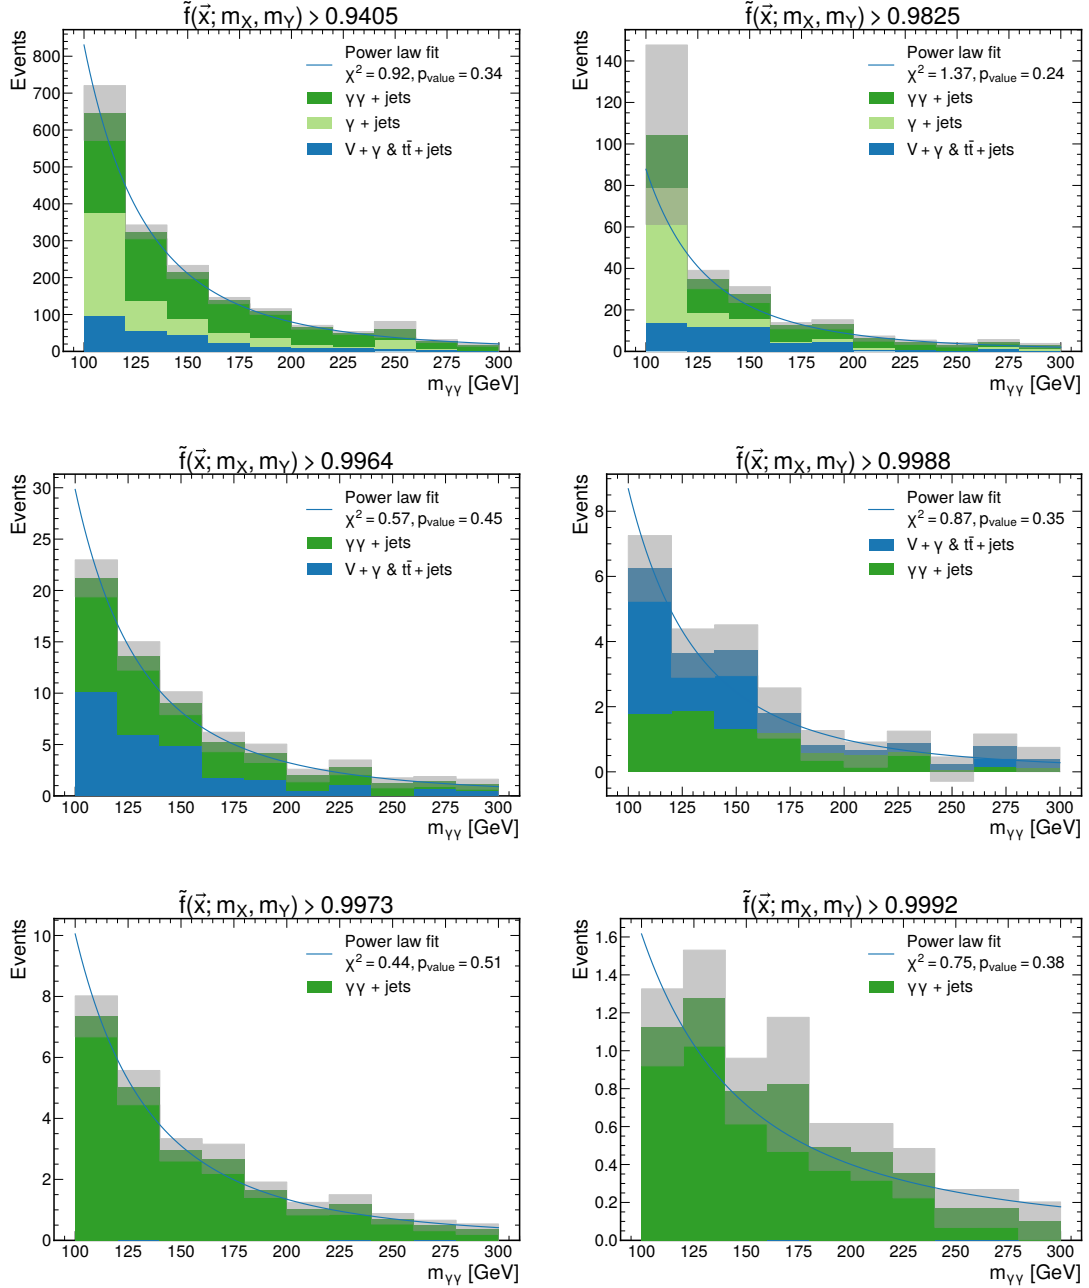 f̃(x⃗; m_X, m_Y) > 0.9405
Events
Power law fit
χ² = 0.92, p_value = 0.34
γγ + jets
γ + jets
V + γ & tt̄ + jets
800
700
600
500
400
300
200
100
0
100 125 150 175 200 225 250 275 300
m_γγ [GeV]
f̃(x⃗; m_X, m_Y) > 0.9825
Events
Power law fit
χ² = 1.37, p_value = 0.24
γγ + jets
γ + jets
V + γ & tt̄ + jets
140
120
100
80
60
40
20
0
100 125 150 175 200 225 250 275 300
m_γγ [GeV]
f̃(x⃗; m_X, m_Y) > 0.9964
Events
Power law fit
χ² = 0.57, p_value = 0.45
γγ + jets
V + γ & tt̄ + jets
30
25
20
15
10
5
0
100 125 150 175 200 225 250 275 300
m_γγ [GeV]
f̃(x⃗; m_X, m_Y) > 0.9988
Events
Power law fit
χ² = 0.87, p_value = 0.35
V + γ & tt̄ + jets
γγ + jets
8
6
4
2
0
100 125 150 175 200 225 250 275 300
m_γγ [GeV]
f̃(x⃗; m_X, m_Y) > 0.9973
Events
Power law fit
χ² = 0.44, p_value = 0.51
γγ + jets
10
8
6
4
2
0
100 125 150 175 200 225 250 275 300
m_γγ [GeV]
f̃(x⃗; m_X, m_Y) > 0.9992
Events
Power law fit
χ² = 0.75, p_value = 0.38
γγ + jets
1.6
1.4
1.2
1.0
0.8
0.6
0.4
0.2
0.0
100 125 150 175 200 225 250 275 300
m_γγ [GeV]